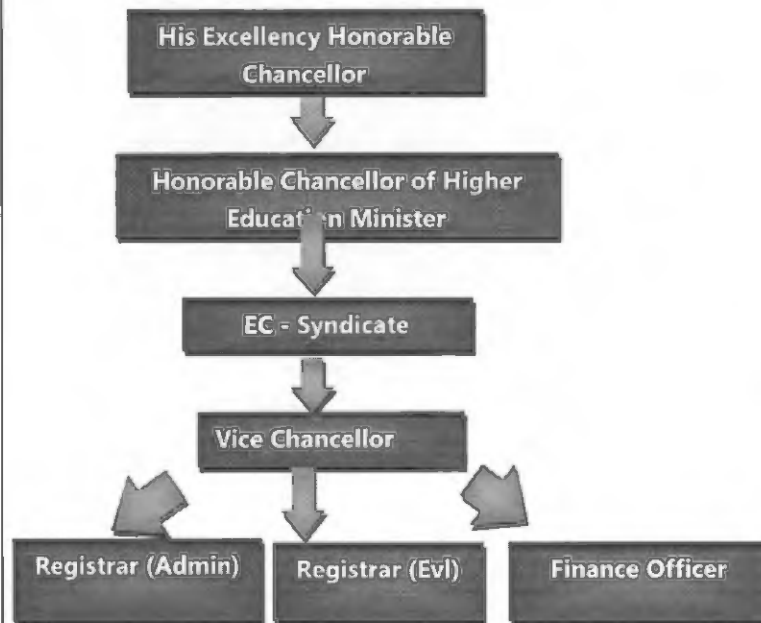 His Excellency Honorable
Chancellor
Honorable Chancellor of Higher
Education Minister
EC - Syndicate
Vice Chancellor
Registrar (Admin)
Registrar (Evl)
Finance Officer